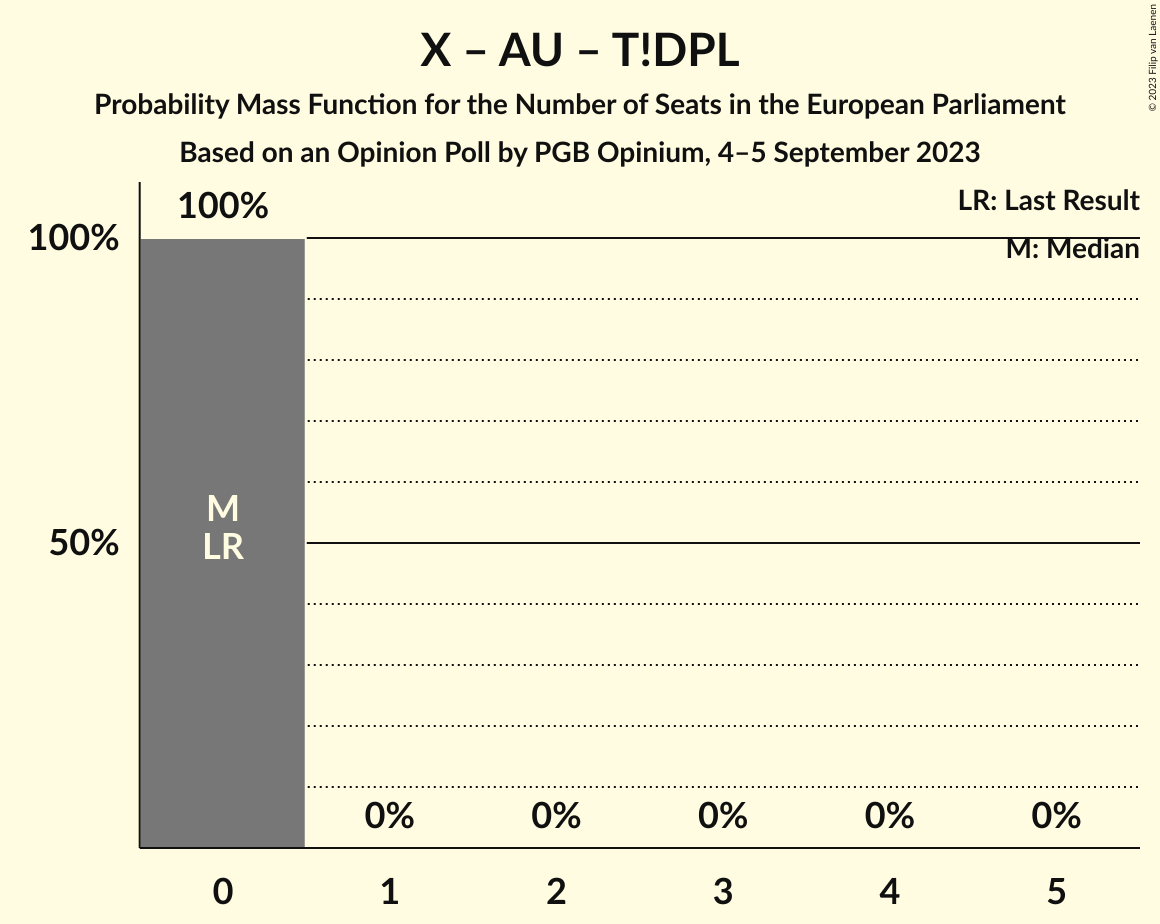 X – AU – T!DPL
Probability Mass Function for the Number of Seats in the European Parliament
Based on an Opinion Poll by PGB Opinium, 4–5 September 2023
© 2023 Filip van Laenen
LR: Last Result
M: Median
100%
100%
50%
M
LR
0% 0% 0% 0% 0%
0 1 2 3 4 5